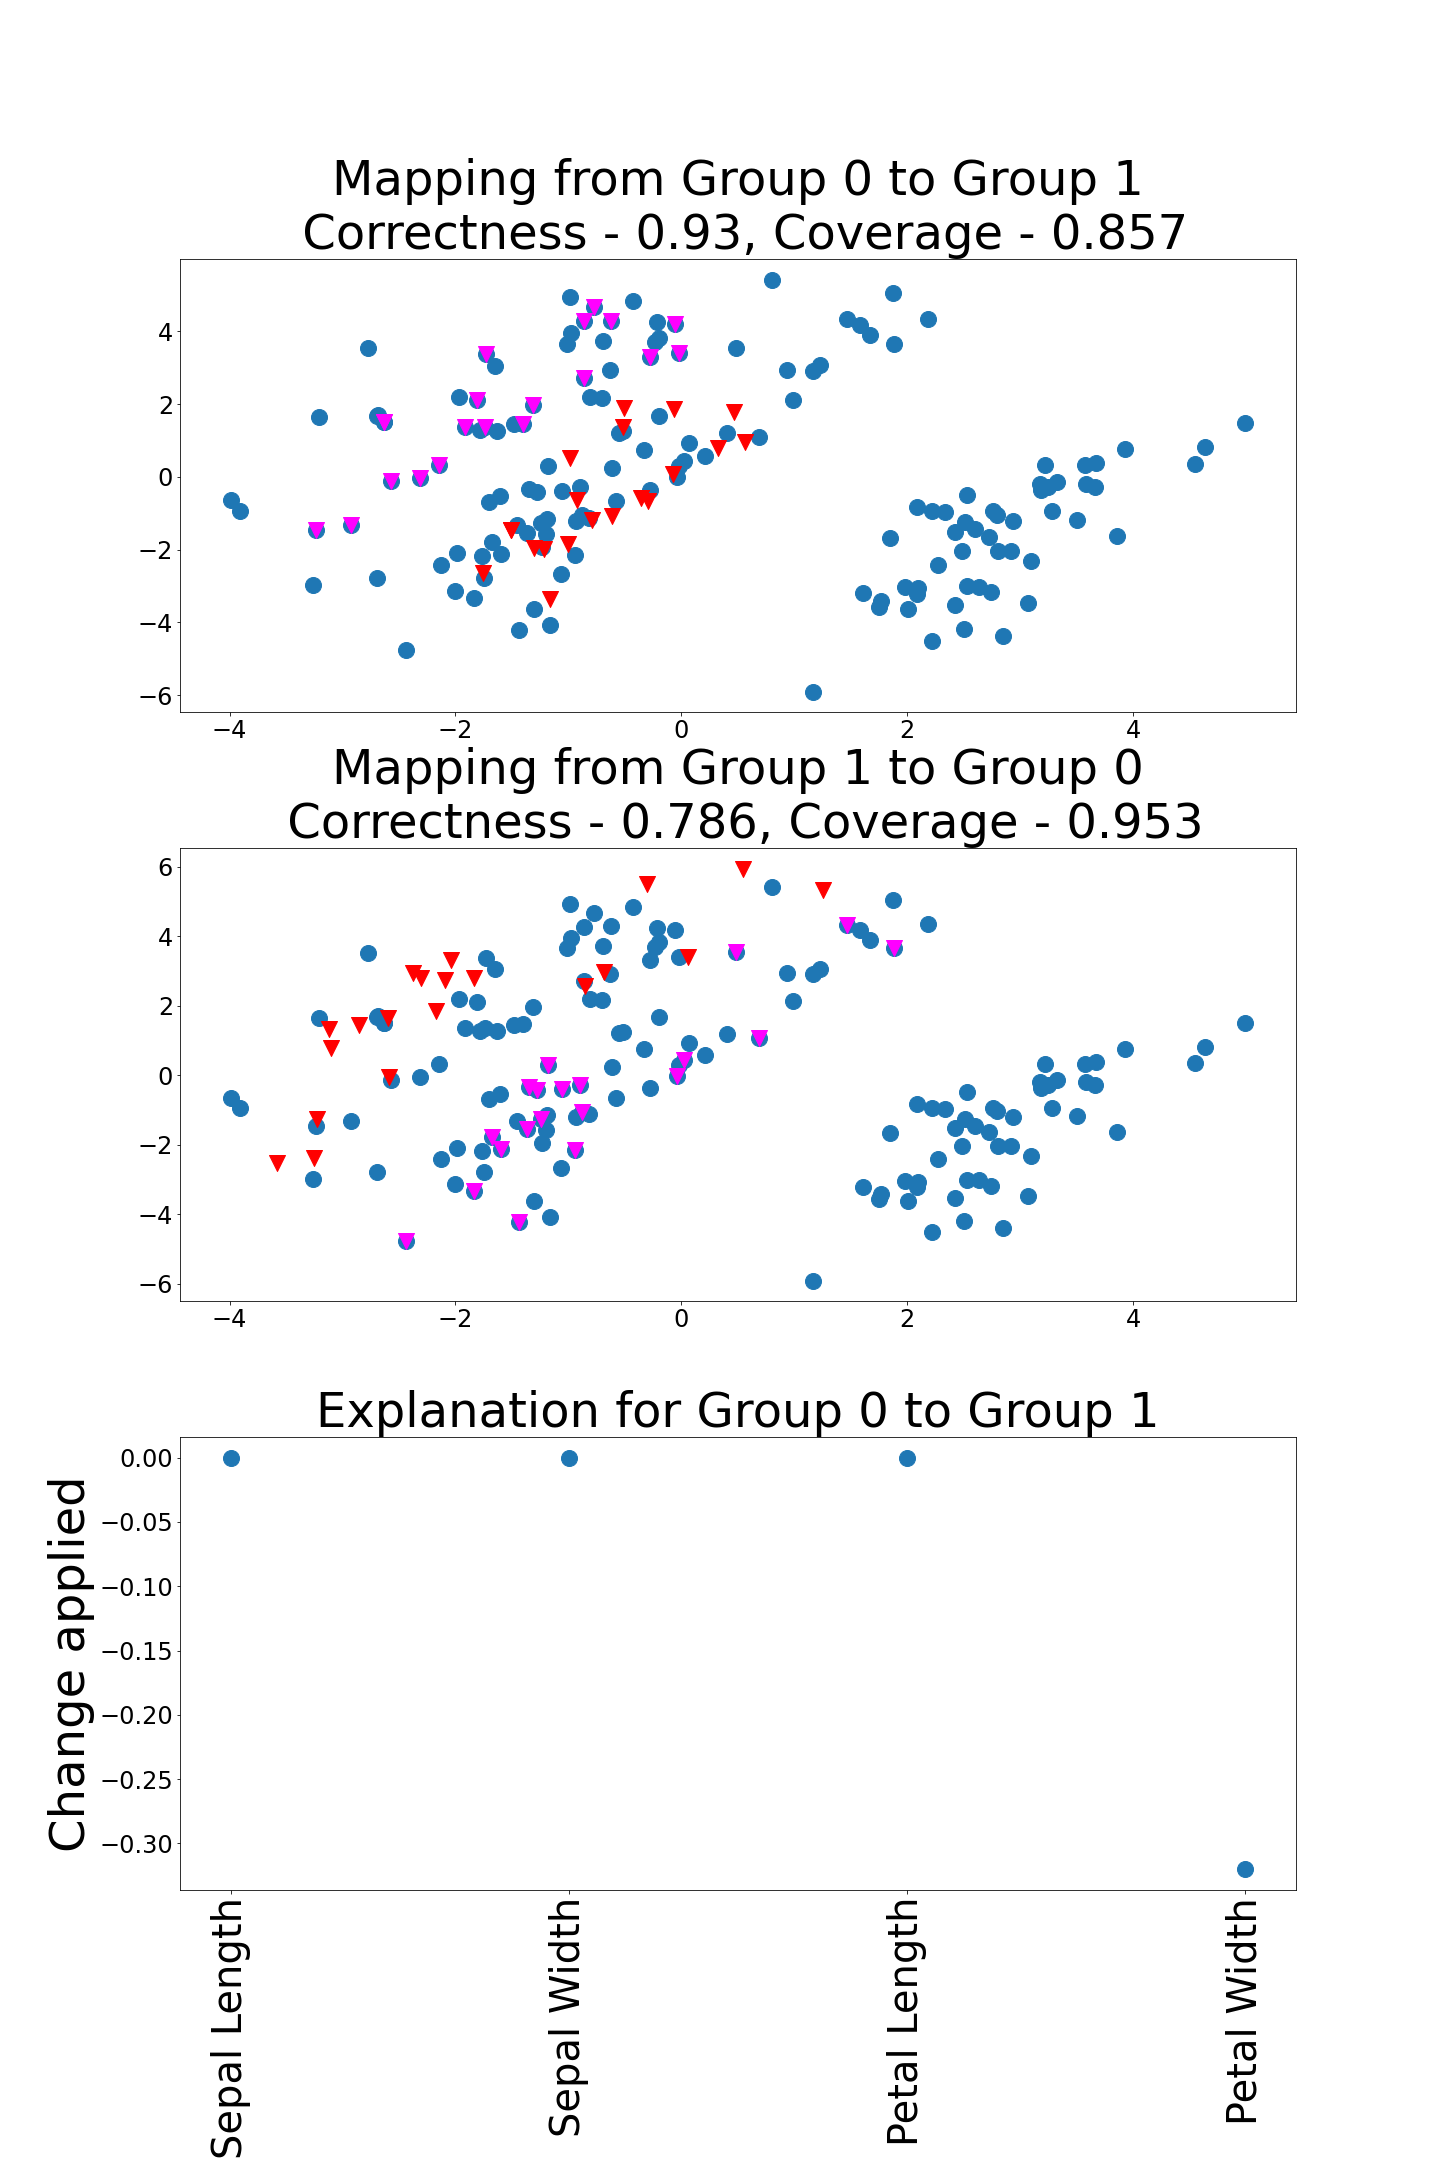 Mapping from Group 0 to Group 1
Correctness - 0.93, Coverage - 0.857
4
2
0
−2
−4
−6
−4 −2 0 2 4
Mapping from Group 1 to Group 0
Correctness - 0.786, Coverage - 0.953
6
4
2
0
−2
−4
−6
−4 −2 0 2 4
Explanation for Group 0 to Group 1
Change applied
0.00
−0.05
−0.10
−0.15
−0.20
−0.25
−0.30
Sepal Length
Sepal Width
Petal Length
Petal Width